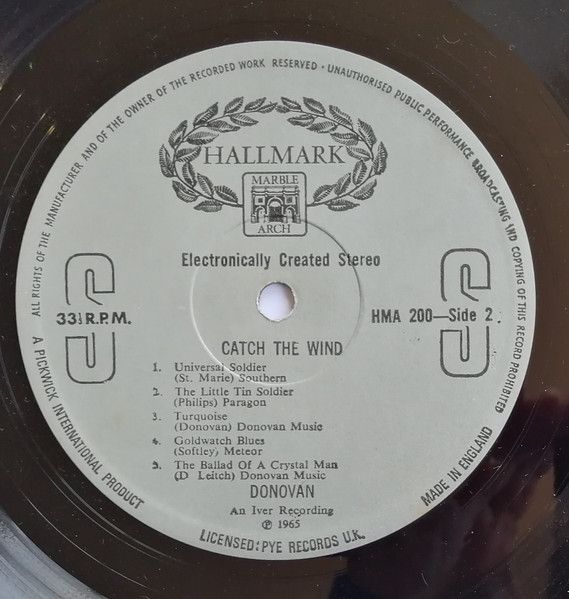 ALL RIGHTS OF THE MANUFACTURER AND OF THE OWNER OF THE RECORDED WORK RESERVED · UNAUTHORISED PUBLIC PERFORMANCE BROADCASTING AND COPYING OF THIS RECORD PROHIBITED
HALLMARK
MARBLE
ARCH
Electronically Created Stereo
33⅓ R.P.M.
HMA 200—Side 2
CATCH THE WIND
1. Universal Soldier
(St. Marie) Southern
2. The Little Tin Soldier
(Philips) Paragon
3. Turquoise
(Donovan) Donovan Music
4. Goldwatch Blues
(Softley) Meteor
5. The Ballad Of A Crystal Man
(D Leitch) Donovan Music
DONOVAN
An Iver Recording
℗ 1965
A PICKWICK INTERNATIONAL PRODUCT
LICENSED: PYE RECORDS U.K.
MADE IN ENGLAND